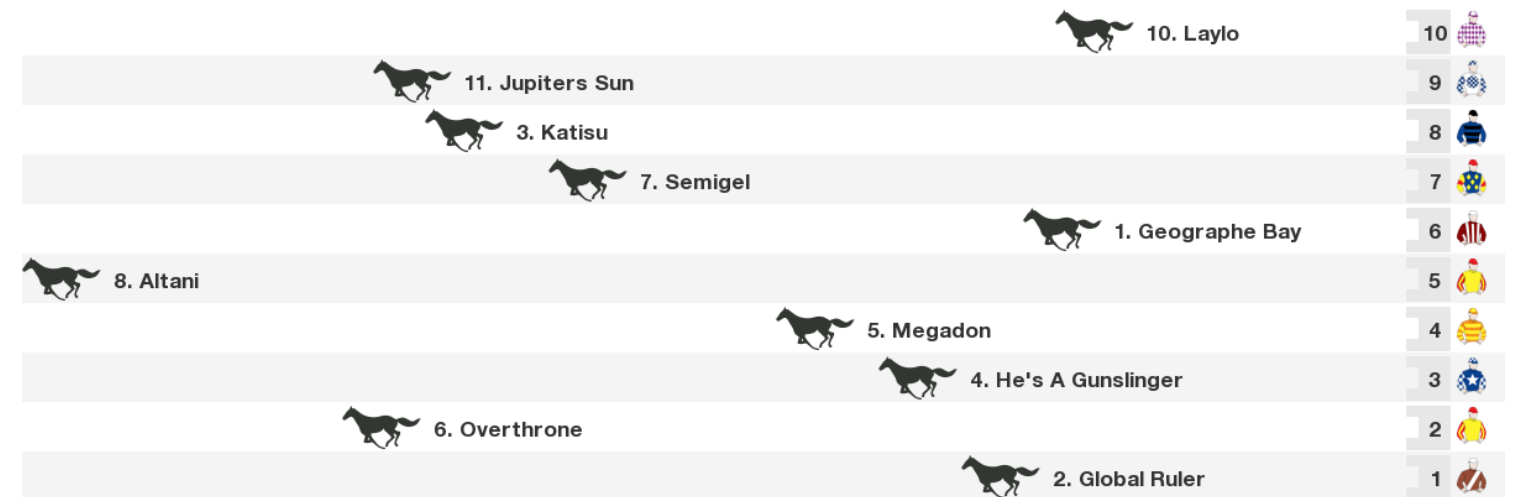 10. Laylo 10
11. Jupiters Sun 9
3. Katisu 8
7. Semigel 7
1. Geographe Bay 6
8. Altani 5
5. Megadon 4
4. He's A Gunslinger 3
6. Overthrone 2
2. Global Ruler 1